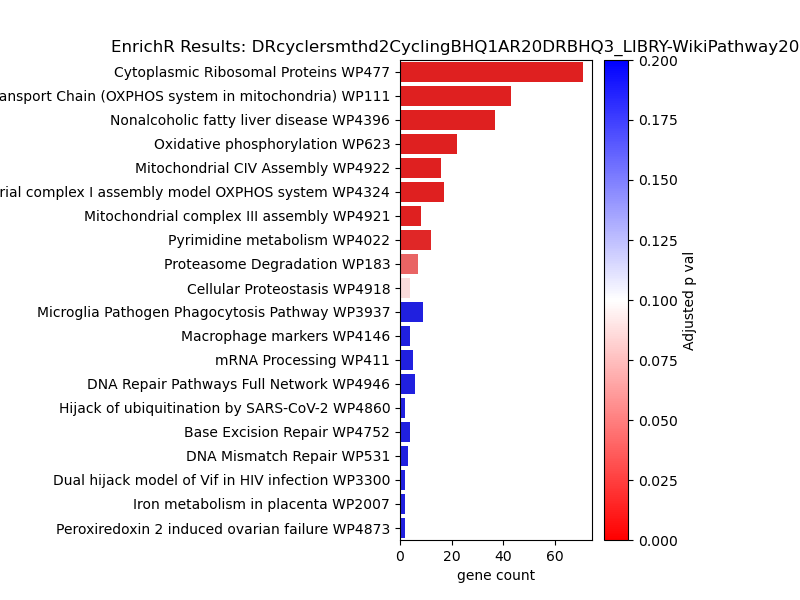 EnrichR Results: DRcyclersmthd2CyclingBHQ1AR20DRBHQ3_LIBRY-WikiPathway20
Cytoplasmic Ribosomal Proteins WP477
Chain (OXPHOS system in mitochondria) WP111
Nonalcoholic fatty liver disease WP4396
Oxidative phosphorylation WP623
Mitochondrial CIV Assembly WP4922
complex I assembly model OXPHOS system WP4324
Mitochondrial complex III assembly WP4921
Pyrimidine metabolism WP4022
Proteasome Degradation WP183
Cellular Proteostasis WP4918
Microglia Pathogen Phagocytosis Pathway WP3937
Macrophage markers WP4146
mRNA Processing WP411
DNA Repair Pathways Full Network WP4946
Hijack of ubiquitination by SARS-CoV-2 WP4860
Base Excision Repair WP4752
DNA Mismatch Repair WP531
Dual hijack model of Vif in HIV infection WP3300
Iron metabolism in placenta WP2007
Peroxiredoxin 2 induced ovarian failure WP4873
0 20 40 60
gene count
0.200
0.175
0.150
0.125
0.100
0.075
0.050
0.025
0.000
Adjusted p val